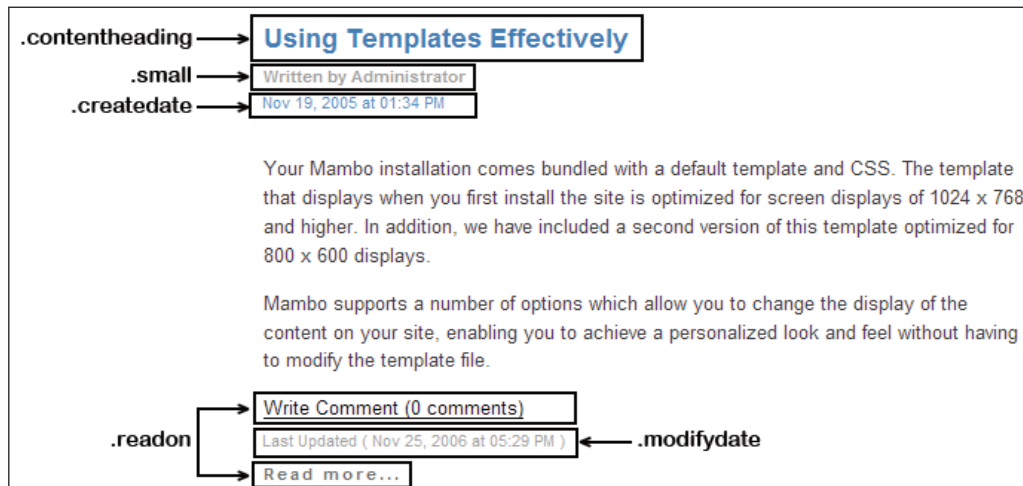 .contentheading Using Templates Effectively
.small Written by Administrator
.createdate Nov 19, 2005 at 01:34 PM
Your Mambo installation comes bundled with a default template and CSS. The template
that displays when you first install the site is optimized for screen displays of 1024 x 768
and higher. In addition, we have included a second version of this template optimized for
800 x 600 displays.
Mambo supports a number of options which allow you to change the display of the
content on your site, enabling you to achieve a personalized look and feel without having
to modify the template file.
Write Comment (0 comments)
.readon Last Updated ( Nov 25, 2006 at 05:29 PM ) .modifydate
Read more...